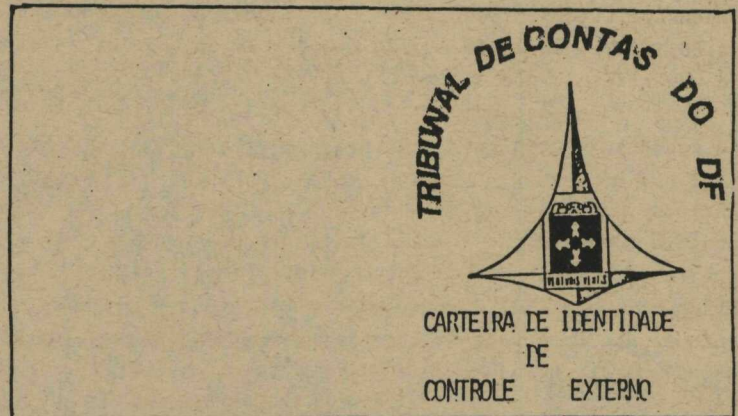 TRIBUNAL DE CONTAS DO DF
CARTEIRA DE IDENTIDADE
DE
CONTROLE EXTERNO